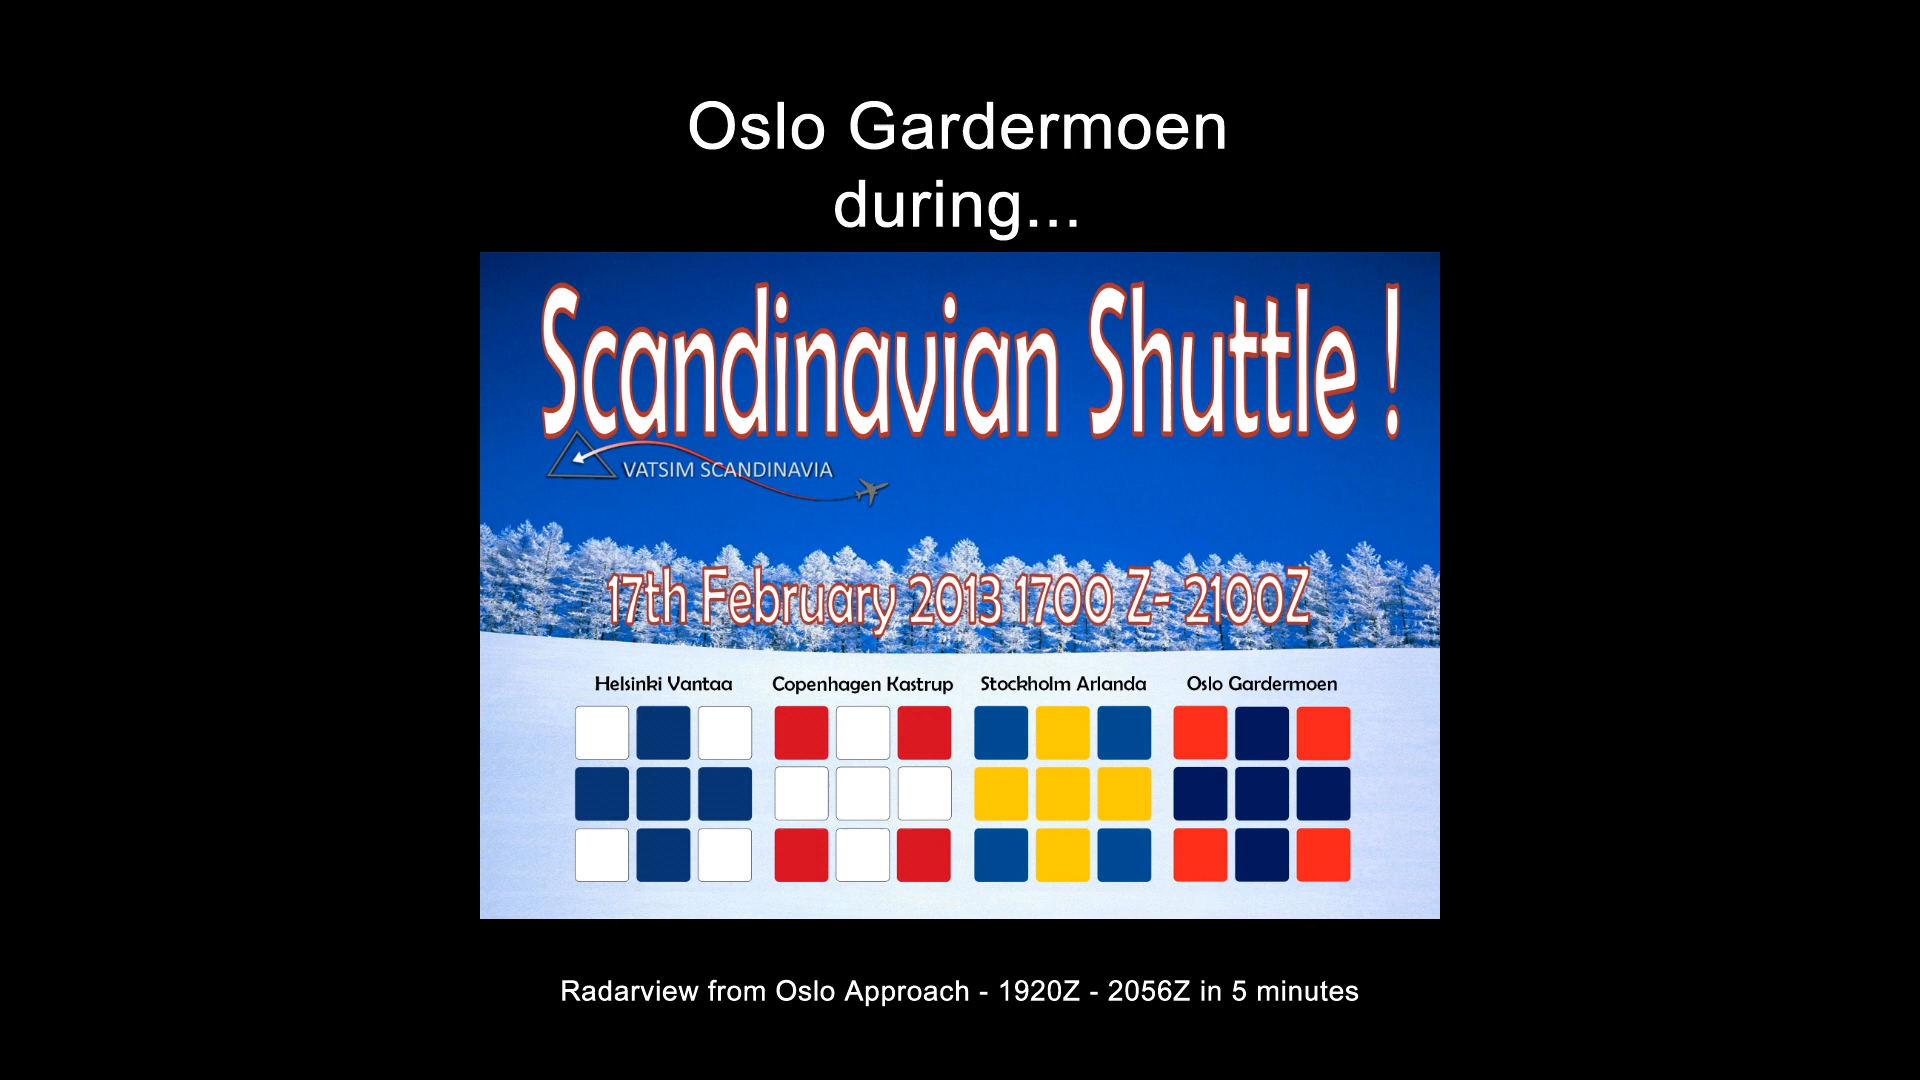 Oslo Gardermoen
during...
Scandinavian Shuttle !
VATSIM SCANDINAVIA
17th February 2013 1700 Z- 2100Z
Helsinki Vantaa
Copenhagen Kastrup
Stockholm Arlanda
Oslo Gardermoen
Radarview from Oslo Approach - 1920Z - 2056Z in 5 minutes